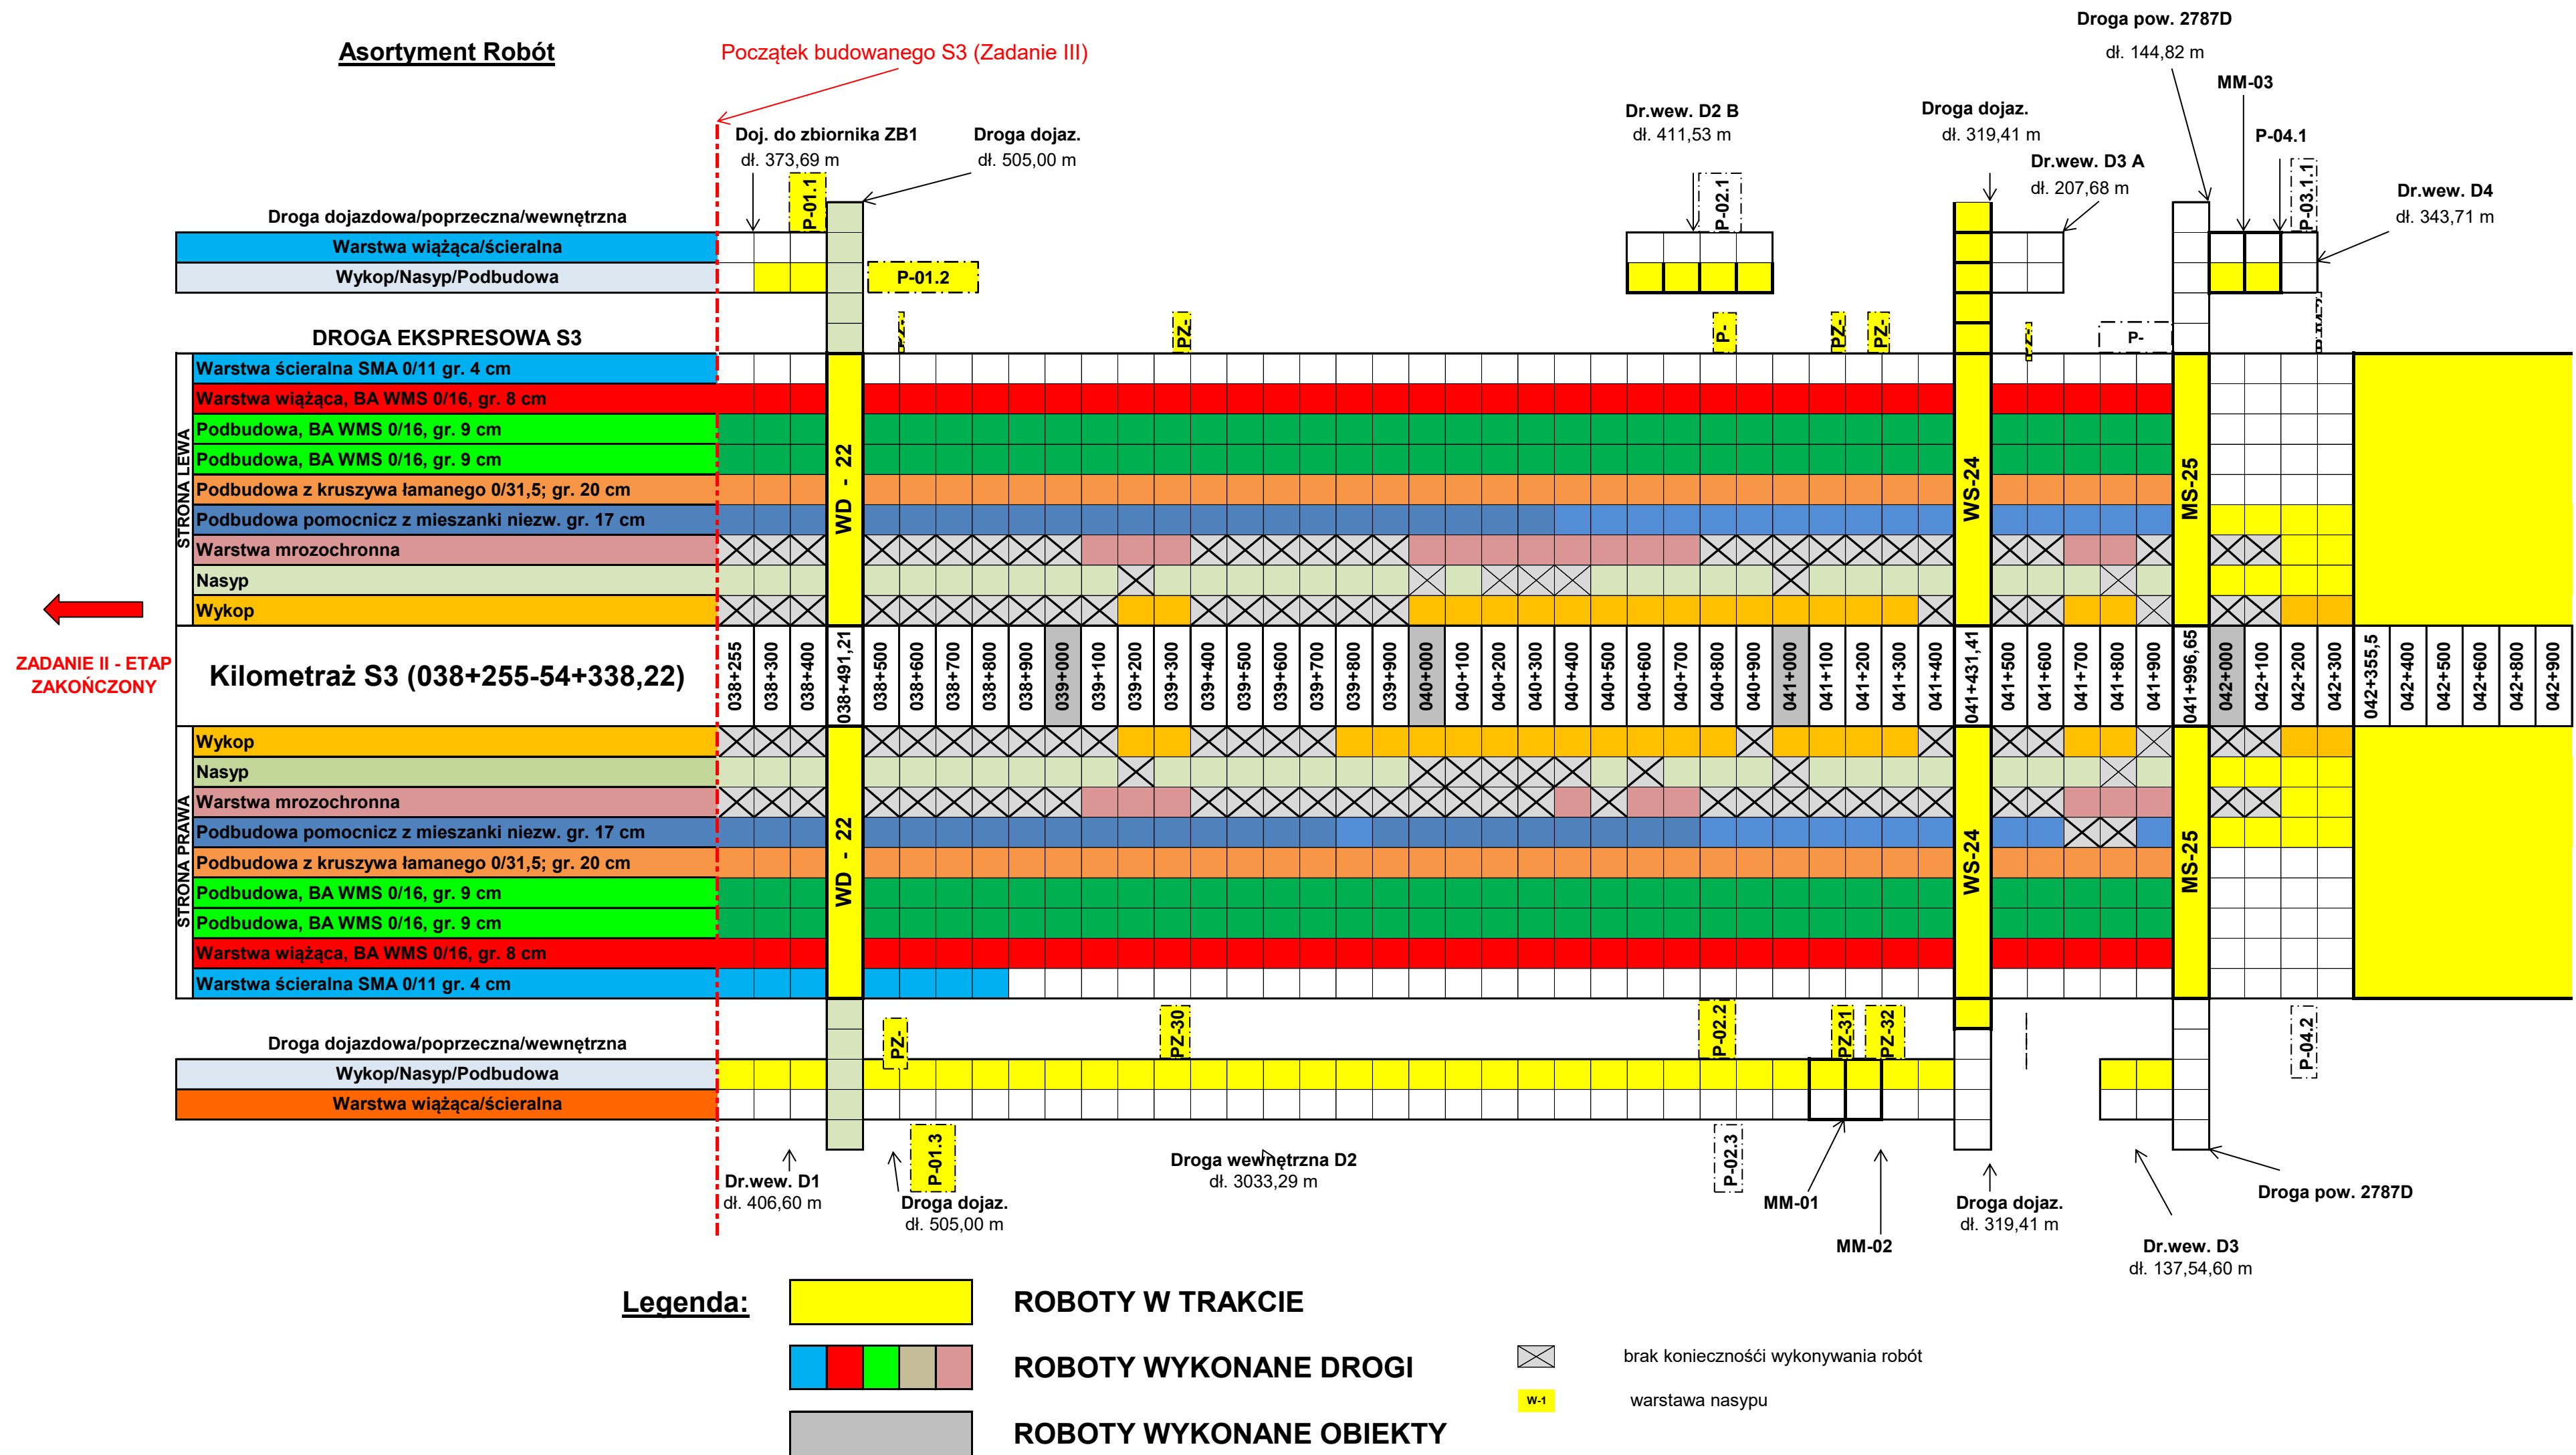 Asortyment Robót
Początek budowanego S3 (Zadanie III)
Droga pow. 2787D
dł. 144,82 m
MM-03
P-04.1
Doj. do zbiornika ZB1
dł. 373,69 m
Droga dojaz.
dł. 505,00 m
Dr.wew. D2 B
dł. 411,53 m
Droga dojaz.
dł. 319,41 m
Dr.wew. D3 A
dł. 207,68 m
Dr.wew. D4
dł. 343,71 m
P-01.1
P-02.1
P-03.1.1
Droga dojazdowa/poprzeczna/wewnętrzna
Warstwa wiążąca/ścieralna
Wykop/Nasyp/Podbudowa
P-01.2
DROGA EKSPRESOWA S3
PZ-
P-
PZ-
PZ-
P-
STRONA LEWA
Warstwa ścieralna SMA 0/11 gr. 4 cm
Warstwa wiążąca, BA WMS 0/16, gr. 8 cm
Podbudowa, BA WMS 0/16, gr. 9 cm
Podbudowa, BA WMS 0/16, gr. 9 cm
Podbudowa z kruszywa łamanego 0/31,5; gr. 20 cm
Podbudowa pomocnicz z mieszanki niezw. gr. 17 cm
Warstwa mrozochronna
Nasyp
Wykop
WD - 22
WS-24
MS-25
ZADANIE II - ETAP
ZAKOŃCZONY
Kilometraż S3 (038+255-54+338,22)
038+255
038+300
038+400
038+491,21
038+500
038+600
038+700
038+800
038+900
039+000
039+100
039+200
039+300
039+400
039+500
039+700
039+800
039+900
040+000
040+100
040+200
040+300
040+400
040+500
040+600
040+700
040+800
040+900
041+000
041+100
041+200
041+300
041+400
041+431,41
041+500
041+600
041+700
041+800
041+900
041+996,65
042+000
042+100
042+200
042+300
042+355,5
042+400
042+500
042+600
042+800
042+900
STRONA PRAWA
Wykop
Nasyp
Warstwa mrozochronna
Podbudowa pomocnicz z mieszanki niezw. gr. 17 cm
Podbudowa z kruszywa łamanego 0/31,5; gr. 20 cm
Podbudowa, BA WMS 0/16, gr. 9 cm
Podbudowa, BA WMS 0/16, gr. 9 cm
Warstwa wiążąca, BA WMS 0/16, gr. 8 cm
Warstwa ścieralna SMA 0/11 gr. 4 cm
WD - 22
WS-24
MS-25
PZ-
PZ-30
P-02.2
PZ-31
PZ-32
P-04.2
Droga dojazdowa/poprzeczna/wewnętrzna
Wykop/Nasyp/Podbudowa
Warstwa wiążąca/ścieralna
P-01.3
P-02.3
Dr.wew. D1
dł. 406,60 m
Droga dojaz.
dł. 505,00 m
Droga wewnętrzna D2
dł. 3033,29 m
MM-01
MM-02
Droga dojaz.
dł. 319,41 m
Droga pow. 2787D
Dr.wew. D3
dł. 137,54,60 m
Legenda:
ROBOTY W TRAKCIE
ROBOTY WYKONANE DROGI
ROBOTY WYKONANE OBIEKTY
brak koniecznośći wykonywania robót
W-1
warstawa nasypu